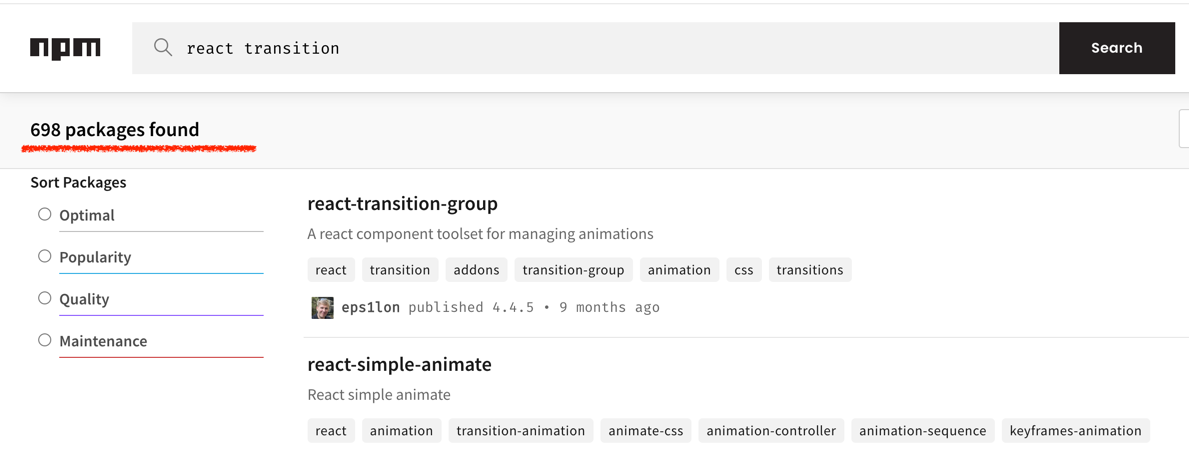 npm
react transition
Search
698 packages found
Sort Packages
Optimal
Popularity
Quality
Maintenance
react-transition-group
A react component toolset for managing animations
react transition addons transition-group animation css transitions
eps1lon published 4.4.5 • 9 months ago
react-simple-animate
React simple animate
react animation transition-animation animate-css animation-controller animation-sequence keyframes-animation